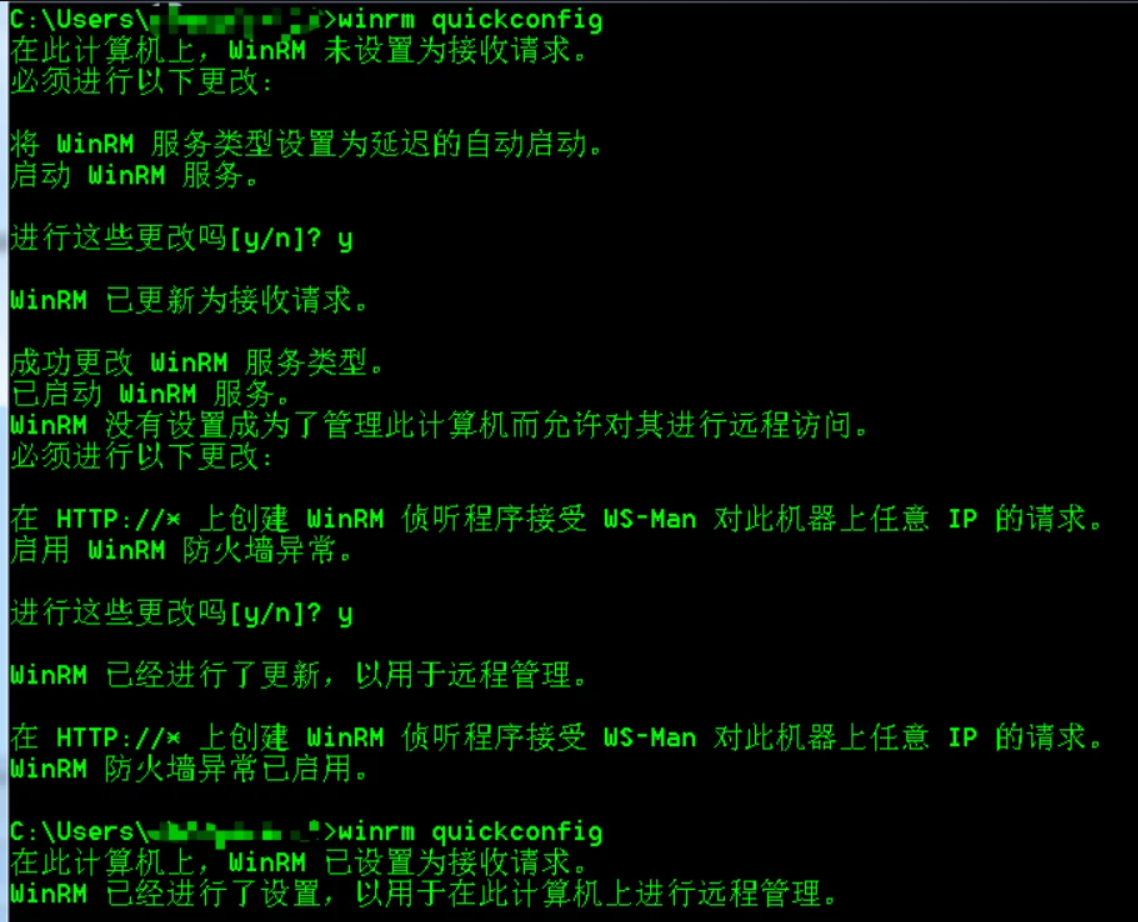 C:\Users\ >winrm quickconfig
在此计算机上，WinRM 未设置为接收请求。
必须进行以下更改:
将 WinRM 服务类型设置为延迟的自动启动。
启动 WinRM 服务。
进行这些更改吗[y/n]? y
WinRM 已更新为接收请求。
成功更改 WinRM 服务类型。
已启动 WinRM 服务。
WinRM 没有设置成为了管理此计算机而允许对其进行远程访问。
必须进行以下更改:
在 HTTP://* 上创建 WinRM 侦听程序接受 WS-Man 对此机器上任意 IP 的请求。
启用 WinRM 防火墙异常。
进行这些更改吗[y/n]? y
WinRM 已经进行了更新，以用于远程管理。
在 HTTP://* 上创建 WinRM 侦听程序接受 WS-Man 对此机器上任意 IP 的请求。
WinRM 防火墙异常已启用。
C:\Users\ >winrm quickconfig
在此计算机上，WinRM 已设置为接收请求。
WinRM 已经进行了设置，以用于在此计算机上进行远程管理。